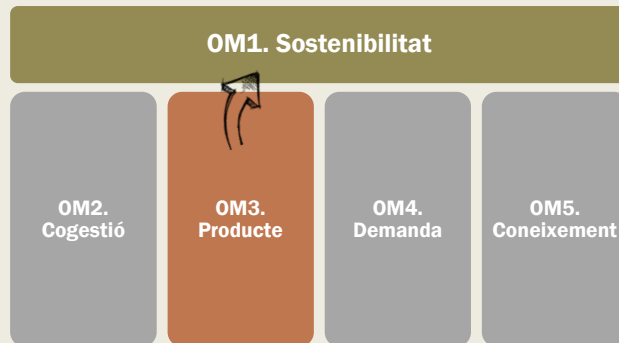 OM1. Sostenibilitat
OM2.
Cogestió
OM3.
Producte
OM4.
Demanda
OM5.
Coneixement